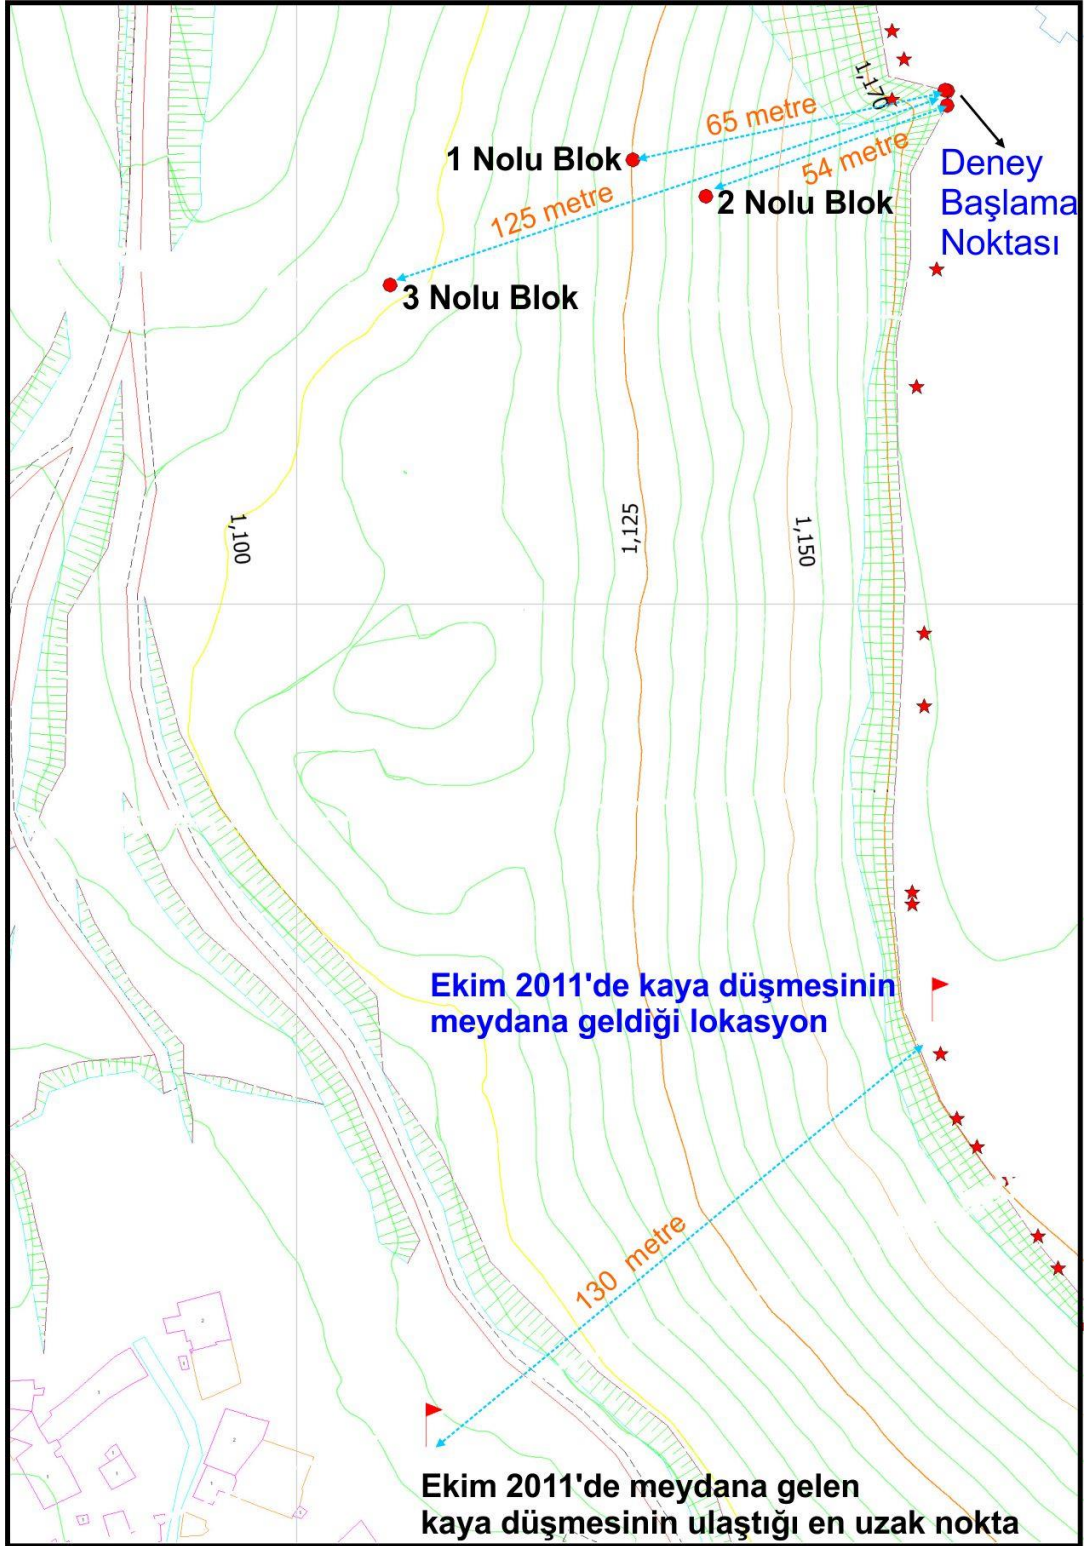 1,170
65 metre
1 Nolu Blok
54 metre
Deney
Başlama
Noktası
125 metre
2 Nolu Blok
3 Nolu Blok
1,100
1,125
1,150
Ekim 2011'de kaya düşmesinin
meydana geldiği lokasyon
130 metre
Ekim 2011'de meydana gelen
kaya düşmesinin ulaştığı en uzak nokta